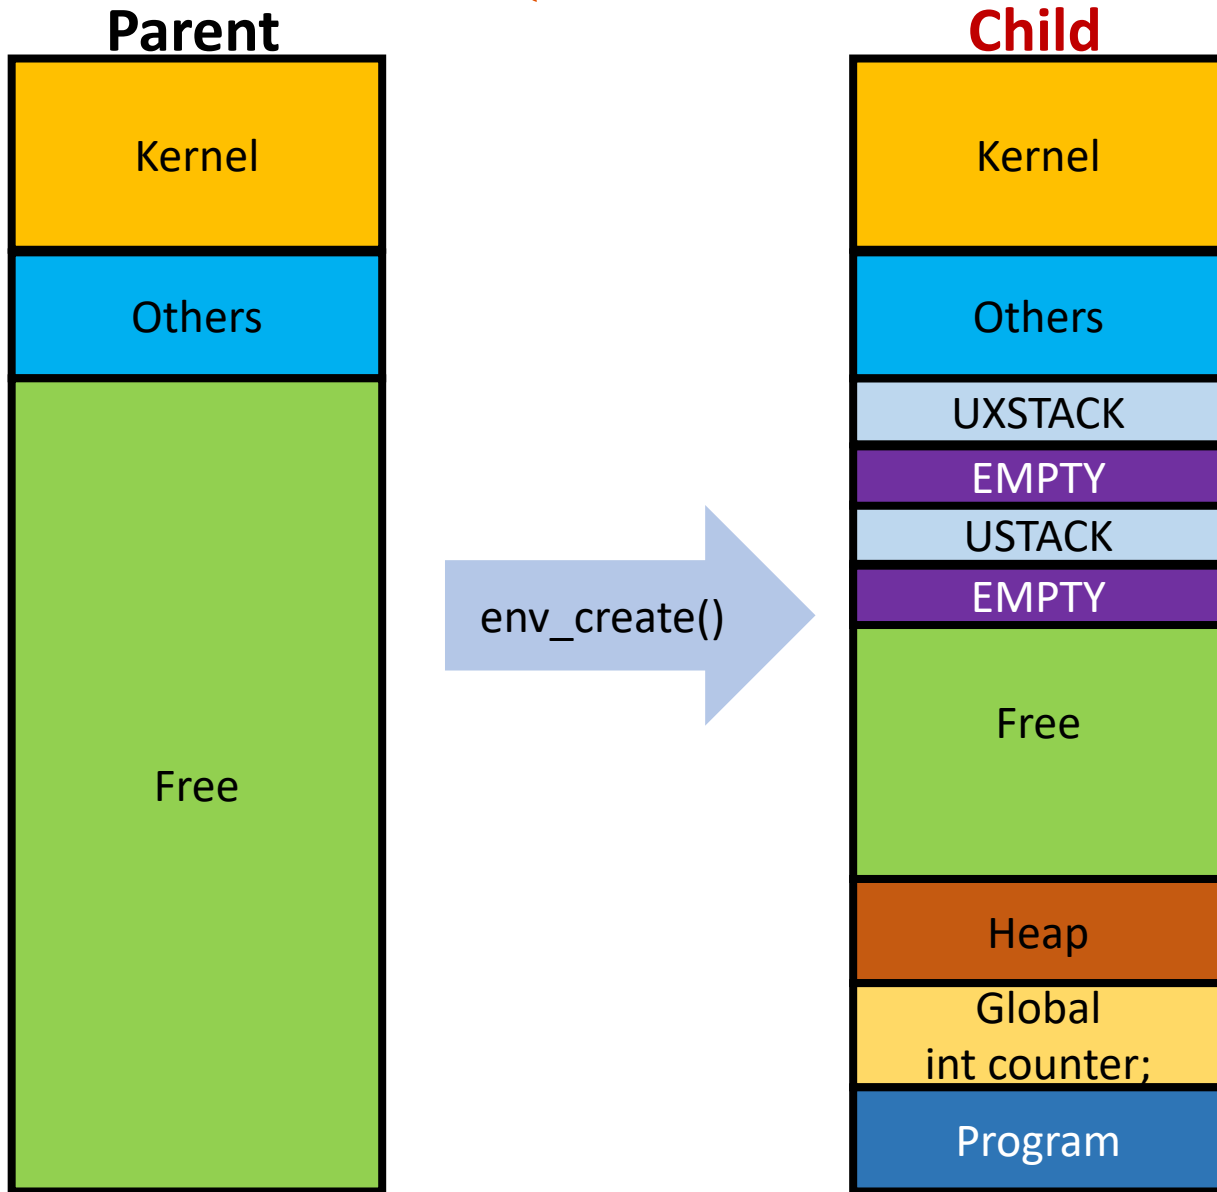 Parent
Kernel
Others
Free
env_create()
Child
Kernel
Others
UXSTACK
EMPTY
USTACK
EMPTY
Free
Heap
Global
int counter;
Program